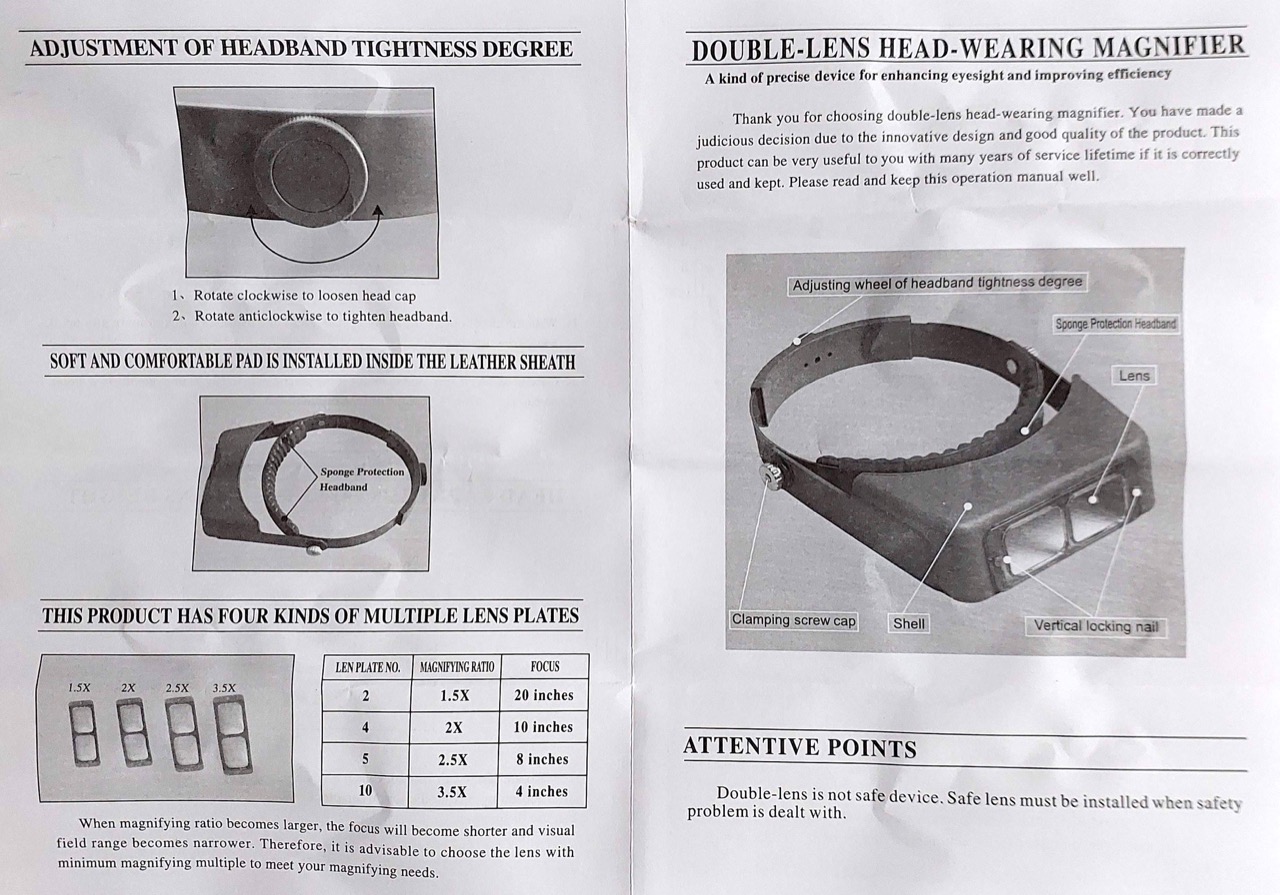 ADJUSTMENT OF HEADBAND TIGHTNESS DEGREE
1、Rotate clockwise to loosen head cap
2、Rotate anticlockwise to tighten headband.
SOFT AND COMFORTABLE PAD IS INSTALLED INSIDE THE LEATHER SHEATH
Sponge Protection
Headband
THIS PRODUCT HAS FOUR KINDS OF MULTIPLE LENS PLATES
1.5X 2X 2.5X 3.5X
LEN PLATE NO. MAGNIFYING RATIO FOCUS
2 1.5X 20 inches
4 2X 10 inches
5 2.5X 8 inches
10 3.5X 4 inches
When magnifying ratio becomes larger, the focus will become shorter and visual
field range becomes narrower. Therefore, it is advisable to choose the lens with
minimum magnifying multiple to meet your magnifying needs.
DOUBLE-LENS HEAD-WEARING MAGNIFIER
A kind of precise device for enhancing eyesight and improving efficiency
Thank you for choosing double-lens head-wearing magnifier. You have made a
judicious decision due to the innovative design and good quality of the product. This
product can be very useful to you with many years of service lifetime if it is correctly
used and kept. Please read and keep this operation manual well.
Adjusting wheel of headband tightness degree
Sponge Protection Headband
Lens
Clamping screw cap
Shell
Vertical locking nail
ATTENTIVE POINTS
Double-lens is not safe device. Safe lens must be installed when safety
problem is dealt with.